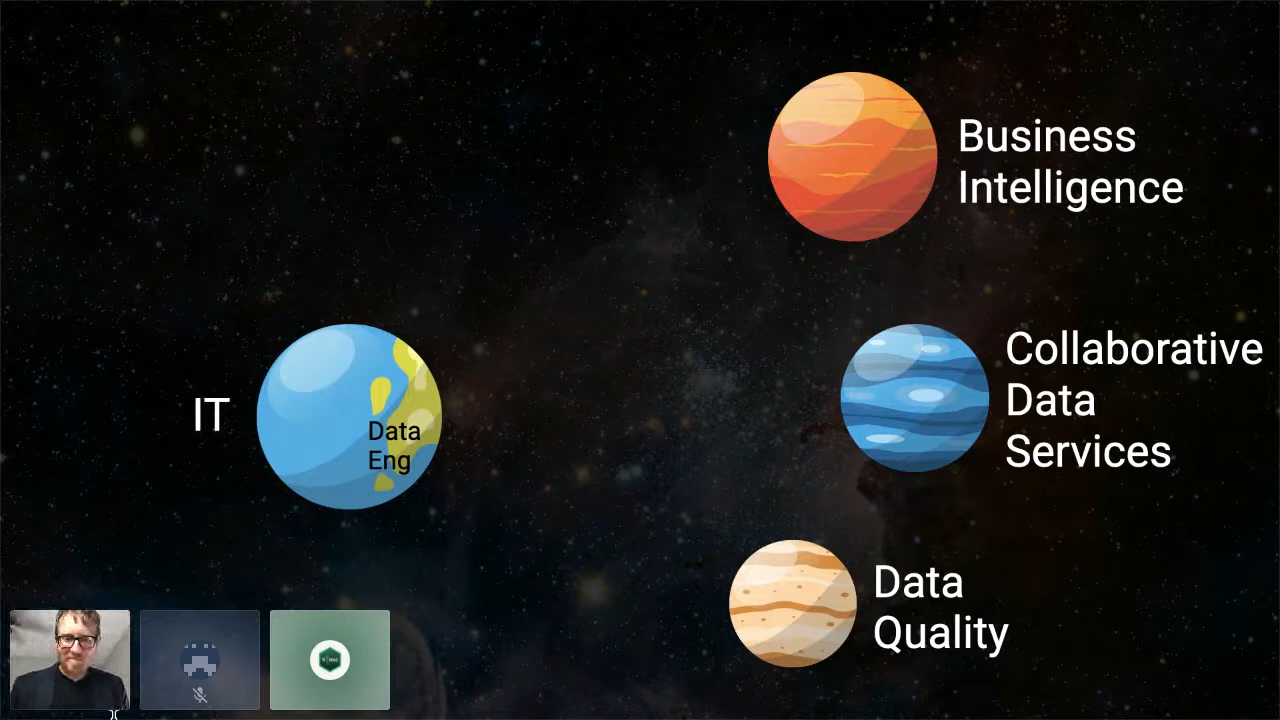 Business
Intelligence
Collaborative
Data
Services
IT
Data
Eng
Data
Quality